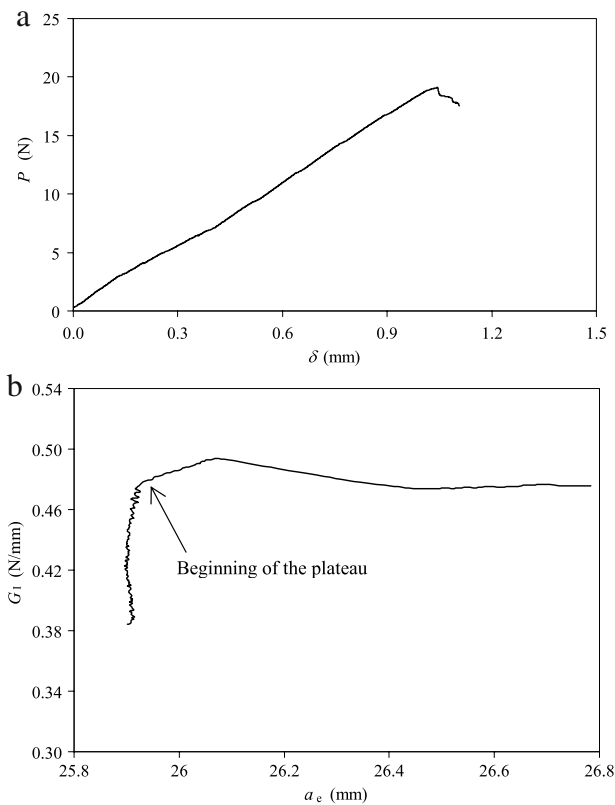 a
25
20
15
10
5
0
P (N)
0.0 0.3 0.6 0.9 1.2 1.5
δ (mm)
b
0.54
0.50
0.46
0.42
0.38
0.34
0.30
G I (N/mm)
Beginning of the plateau
25.8 26 26.2 26.4 26.6 26.8
a e (mm)